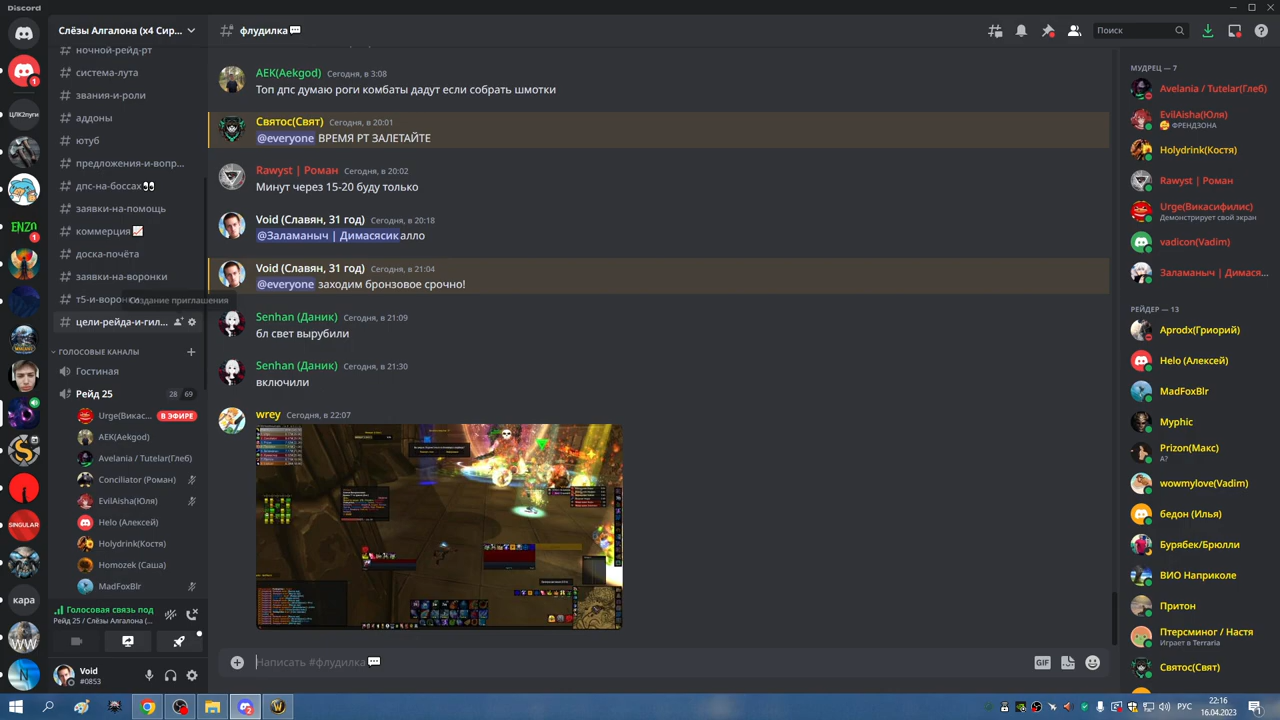 Discord
Слёзы Алгалона (x4 Сир...
флудилка💬
Поиск
ЦЛК2пуги
ENZO
SINGULAR
кара
WW
1
1
ночной-рейд-рт
система-лута
звания-и-роли
аддоны
ютуб
предложения-и-вопр...
дпс-на-боссах👀
заявки-на-помощь
коммерция📈
доска-почёта
заявки-на-воронки
Создание приглашения
цели-рейда-и-гил...
ГОЛОСОВЫЕ КАНАЛЫ
Гостиная
Рейд 25
28 69
Urge(Викас...
В ЭФИРЕ
AEK(Aekgod)
Avelania / Tutelar(Глеб)
Conciliator (Роман)
EvilAisha(Юля)
Helo (Алексей)
Holydrink(Костя)
Homozek (Саша)
MadFoxBlr
Голосовая связь под
Рейд 25 / Слёзы Алгалона (...
Void
#0853
AEK(Aekgod) Сегодня, в 3:08
Топ дпс думаю роги комбаты дадут если собрать шмотки
Святос(Свят) Сегодня, в 20:01
@everyone ВРЕМЯ РТ ЗАЛЕТАЙТЕ
Rawyst | Роман Сегодня, в 20:02
Минут через 15-20 буду только
Void (Славян, 31 год) Сегодня, в 20:18
@Заламаныч | Димасясик алло
Void (Славян, 31 год) Сегодня, в 21:04
@everyone заходим бронзовое срочно!
Senhan (Даник) Сегодня, в 21:09
бл свет вырубили
Senhan (Даник) Сегодня, в 21:30
включили
wrey Сегодня, в 22:07
Написать #флудилка💬
GIF
МУДРЕЦ — 7
Avelania / Tutelar(Глеб)
EvilAisha(Юля)
🥰 ФРЕНДЗОНА
Holydrink(Костя)
Rawyst | Роман
Urge(Викасифилис)
Демонстрирует свой экран
vadicon(Vadim)
Заламаныч | Димася...
РЕЙДЕР — 13
Aprodx(Гриорий)
Helo (Алексей)
MadFoxBlr
Myphic
Prizon(Макс)
А?
wowmylove(Vadim)
бедон (Илья)
Бурябек/Брюлли
ВИО Наприколе
Притон
Птерсминог / Настя
Играет в Terraria
Святос(Свят)
РУС
22:16
16.04.2023